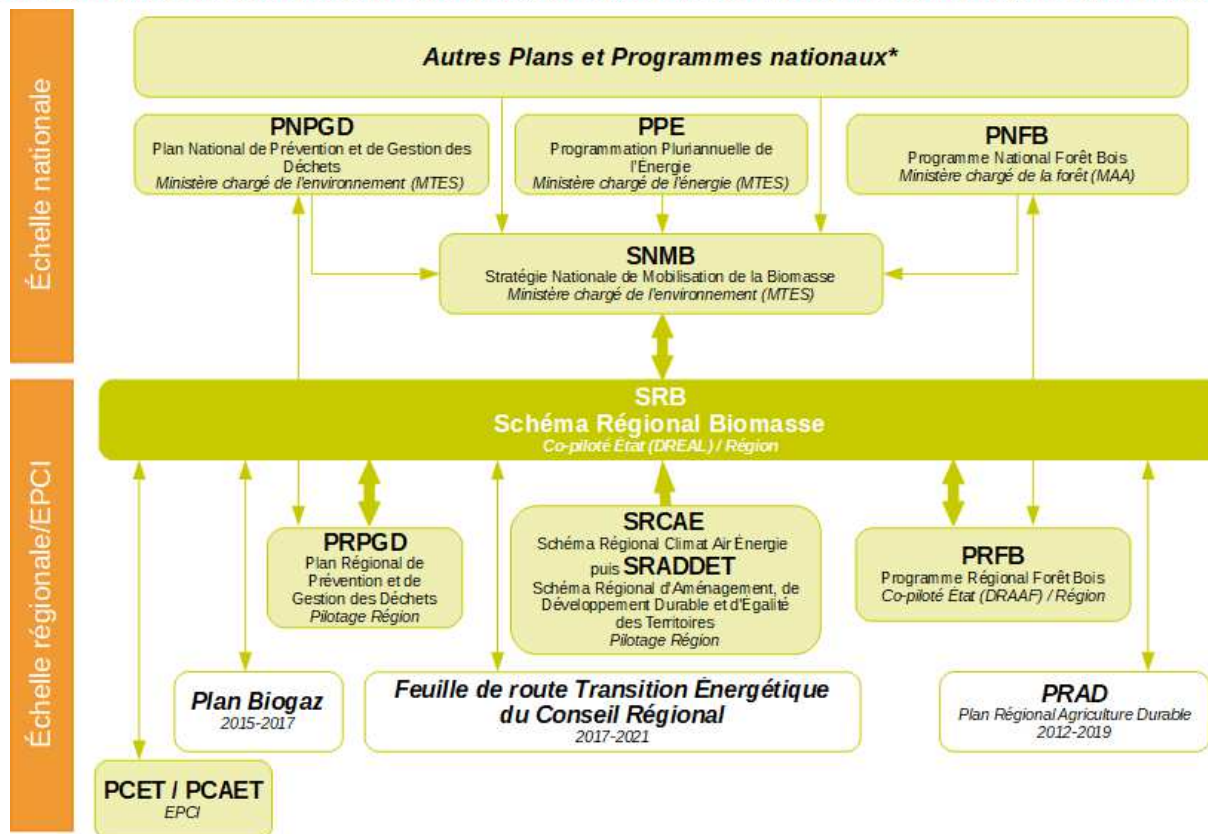 Échelle nationale
Autres Plans et Programmes nationaux*
PNPGD
Plan National de Prévention et de Gestion des
Déchets
Ministère chargé de l'environnement (MTES)
PPE
Programmation Pluriannuelle de
l'Énergie
Ministère chargé de l'énergie (MTES)
PNFB
Programme National Forêt Bois
Ministère chargé de la forêt (MAA)
SNMB
Stratégie Nationale de Mobilisation de la Biomasse
Ministère chargé de l'environnement (MTES)
Échelle régionale/EPCI
SRB
Schéma Régional Biomasse
Co-piloté État (DREAL) / Région
PRPGD
Plan Régional de
Prévention et de
Gestion des Déchets
Pilotage Région
SRCAE
Schéma Régional Climat Air Énergie
puis SRADDET
Schéma Régional d'Aménagement, de
Développement Durable et d'Égalité
des Territoires
Pilotage Région
PRFB
Programme Régional Forêt Bois
Co-piloté État (DRAAF) / Région
Plan Biogaz
2015-2017
Feuille de route Transition Énergétique
du Conseil Régional
2017-2021
PRAD
Plan Régional Agriculture Durable
2012-2019
PCET / PCAET
EPCI